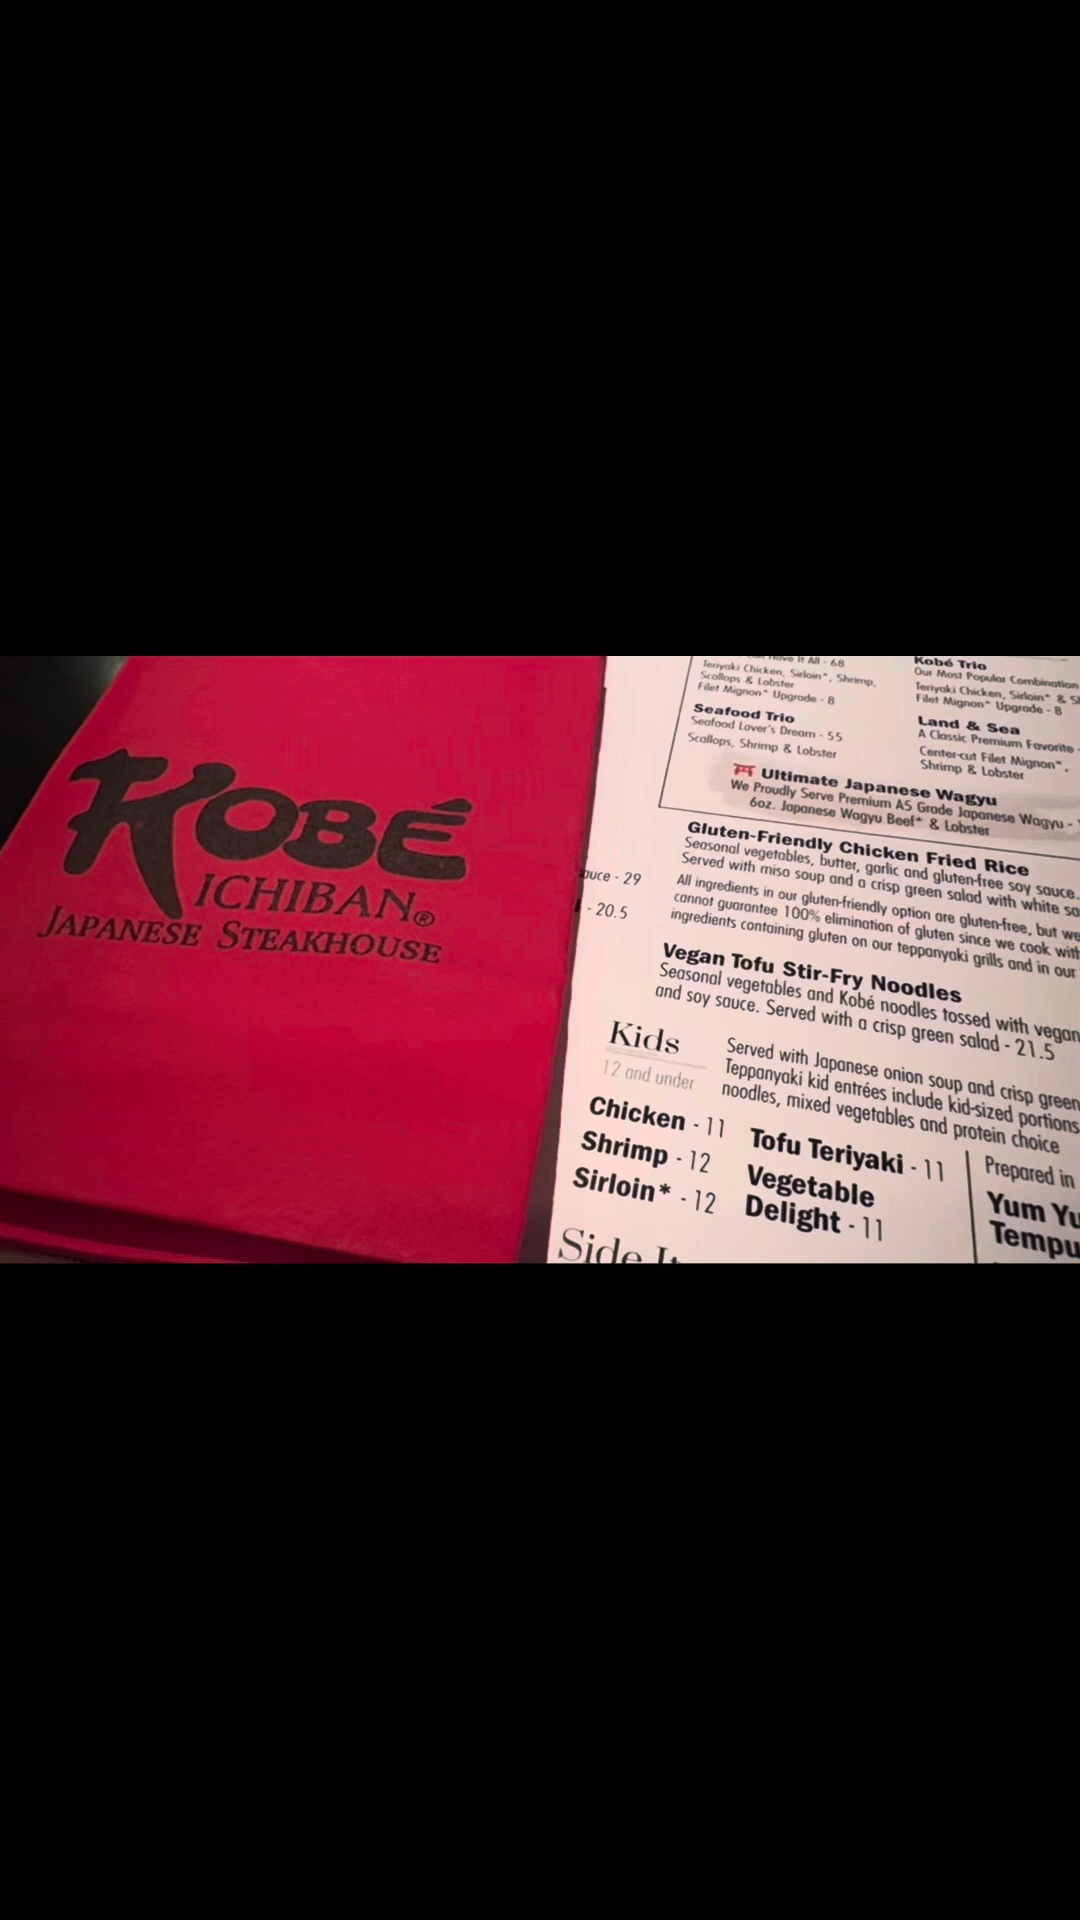 KOBÉ
ICHIBAN®
JAPANESE STEAKHOUSE
Have It All - 68
Teriyaki Chicken, Sirloin*, Shrimp,
Scallops & Lobster
Filet Mignon* Upgrade - 8
Seafood Trio
Seafood Lover's Dream - 55
Scallops, Shrimp & Lobster
Kobé Trio
Our Most Popular Combination
Teriyaki Chicken, Sirloin* &
Filet Mignon* Upgrade - 8
Land & Sea
A Classic Premium Favorite -
Center-cut Filet Mignon*,
Shrimp & Lobster
Ultimate Japanese Wagyu
We Proudly Serve Premium A5 Grade Japanese Wagyu -
6oz. Japanese Wagyu Beef* & Lobster
- 29
- 20.5
Gluten-Friendly Chicken Fried Rice
Seasonal vegetables, butter, garlic and gluten-free soy sauce.
Served with miso soup and a crisp green salad with white
All ingredients in our gluten-friendly option are gluten-free, but we
cannot guarantee 100% elimination of gluten since we cook with
ingredients containing gluten on our teppanyaki grills and in our
Vegan Tofu Stir-Fry Noodles
Seasonal vegetables and Kobé noodles tossed with vegan
and soy sauce. Served with a crisp green salad - 21.5
Kids
12 and under
Served with Japanese onion soup and crisp green
Teppanyaki kid entrées include kid-sized portions
noodles, mixed vegetables and protein choice
Chicken - 11
Shrimp - 12
Sirloin* - 12
Tofu Teriyaki - 11
Vegetable
Delight - 11
Prepared in
Yum
Side